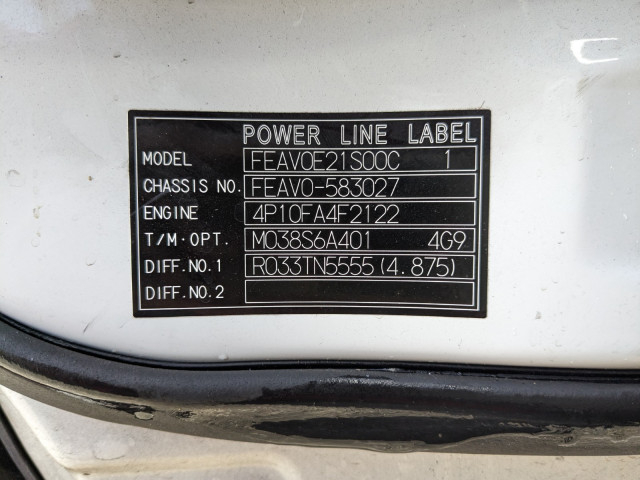 POWER LINE LABEL
MODEL FEAV0E21S00C 1
CHASSIS NO. FEAV0-583027
ENGINE 4P10FA4F2122
T/M・OPT. M038S6A401 4G9
DIFF.NO.1 R033TN5555(4.875)
DIFF.NO.2